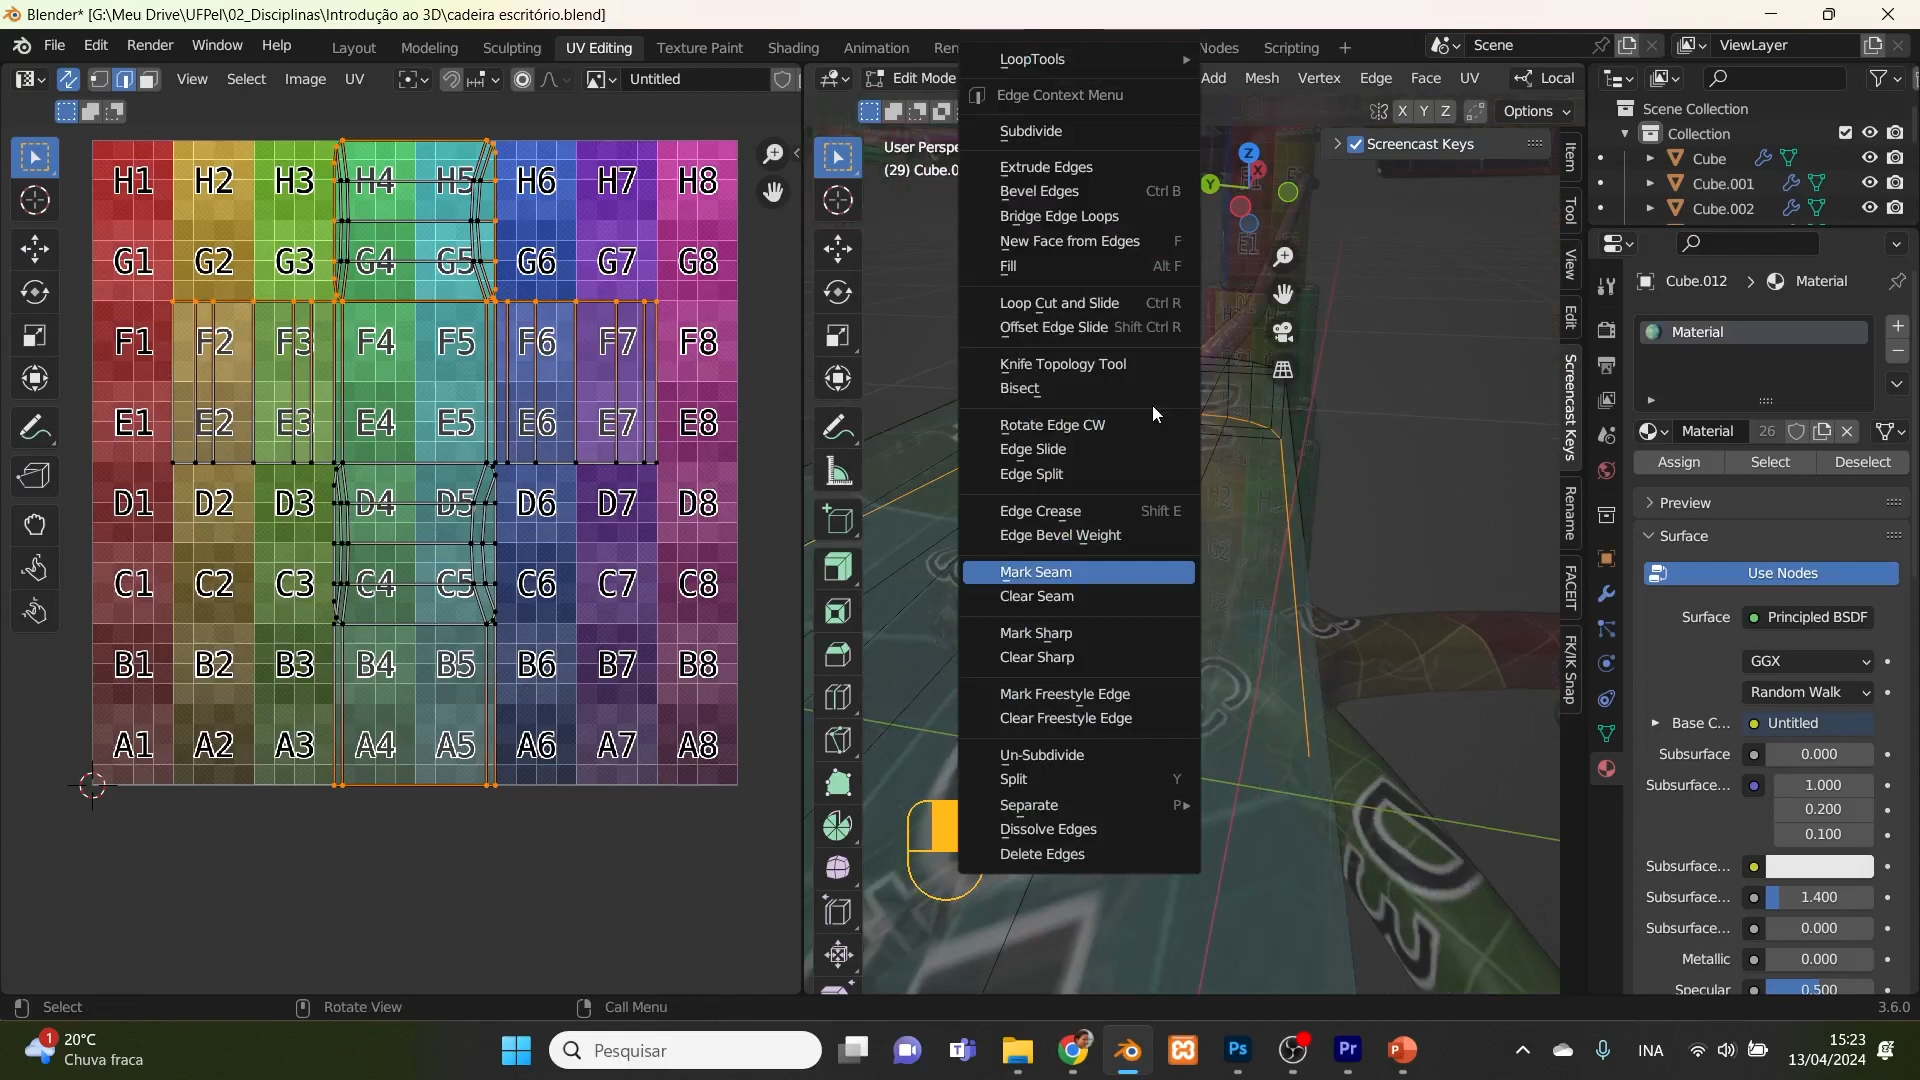 Blender* [G:\Meu Drive\UFPel\02_Disciplinas\Introdução ao 3D\cadeira escritório.blend]
File Edit Render Window Help Layout Modeling Sculpting UV Editing Texture Paint Shading Animation Ren Nodes Scripting + Scene ViewLayer
View Select Image UV Untitled Edit Mode Add Mesh Vertex Edge Face UV Local
X Y Z Options
User Perspe
(29) Cube.0
Screencast Keys
LoopTools
Edge Context Menu
Subdivide
Extrude Edges
Bevel Edges Ctrl B
Bridge Edge Loops
New Face from Edges F
Fill Alt F
Loop Cut and Slide Ctrl R
Offset Edge Slide Shift Ctrl R
Knife Topology Tool
Bisect
Rotate Edge CW
Edge Slide
Edge Split
Edge Crease Shift E
Edge Bevel Weight
Mark Seam
Clear Seam
Mark Sharp
Clear Sharp
Mark Freestyle Edge
Clear Freestyle Edge
Un-Subdivide
Split Y
Separate P
Dissolve Edges
Delete Edges
H1 H2 H3 H4 H5 H6 H7 H8
G1 G2 G3 G4 G5 G6 G7 G8
F1 F2 F3 F4 F5 F6 F7 F8
E1 E2 E3 E4 E5 E6 E7 E8
D1 D2 D3 D4 D5 D6 D7 D8
C1 C2 C3 C4 C5 C6 C7 C8
B1 B2 B3 B4 B5 B6 B7 B8
A1 A2 A3 A4 A5 A6 A7 A8
Z
X
Y
E1
H2
G2
D3
Item
Tool
View
Edit
Screencast Keys
Rename
FACEIT
FK/IK Snap
Scene Collection
Collection
Cube
Cube.001
Cube.002
Cube.012 Material
Material
Material 26
Assign Select Deselect
Preview
Surface
Use Nodes
Surface Principled BSDF
GGX
Random Walk
Base C... Untitled
Subsurface 0.000
Subsurface... 1.000
0.200
0.100
Subsurface...
Subsurface... 1.400
Subsurface... 0.000
Metallic 0.000
Specular 0.500
Select Rotate View Call Menu 3.6.0
1 20°C
Chuva fraca
Pesquisar
Ps
Pr
INA
15:23
13/04/2024